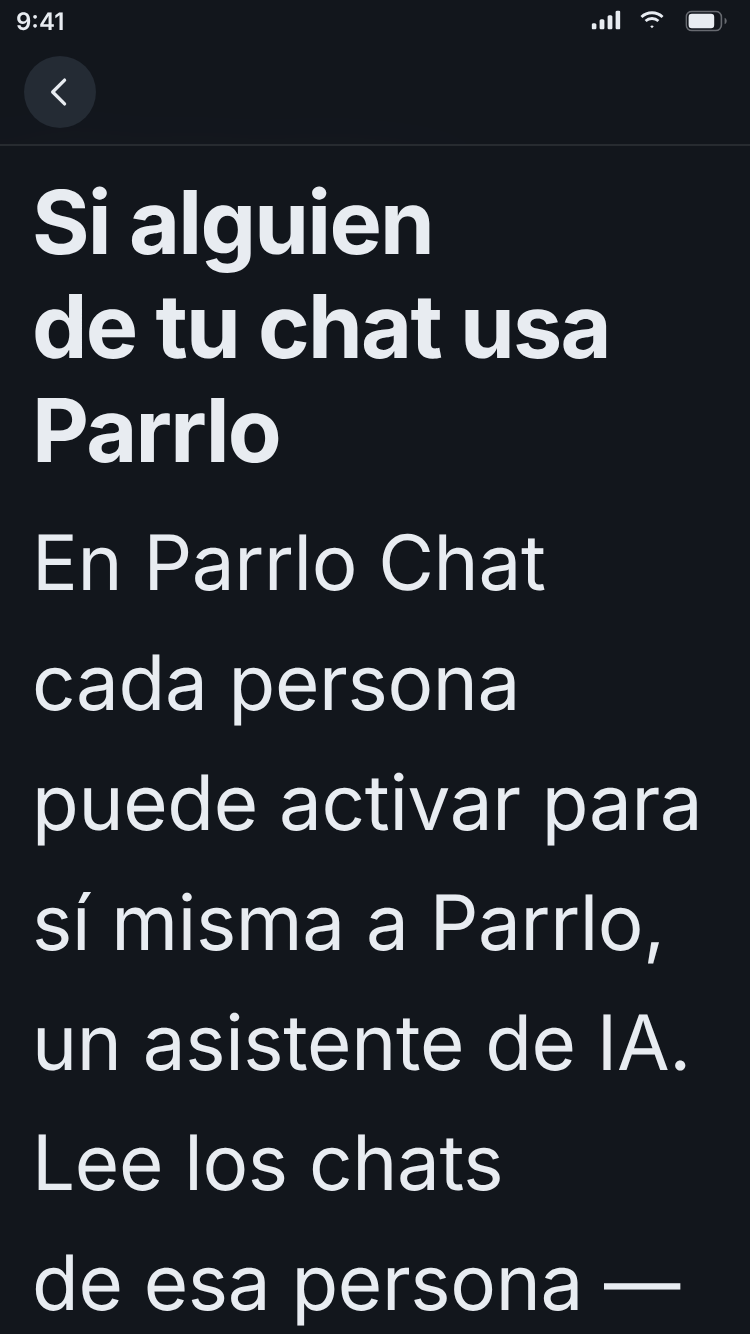 9:41
Si alguien
de tu chat usa
Parrlo
En Parrlo Chat
cada persona
puede activar para
sí misma a Parrlo,
un asistente de IA.
Lee los chats
de esa persona —